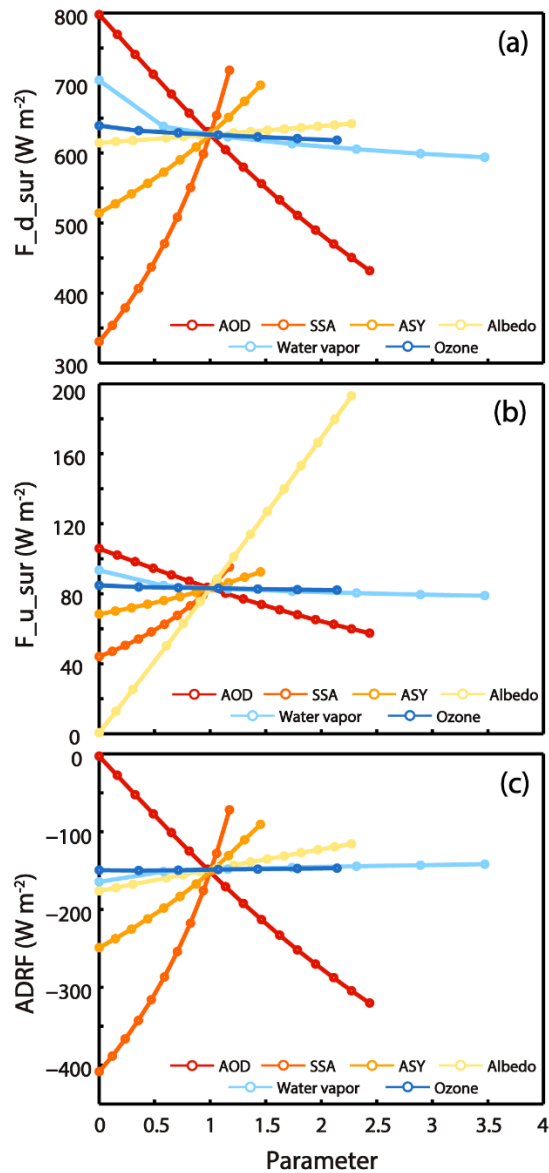 (a)
800
700
600
500
400
300
F_d_sur (W m⁻²)
AOD SSA ASY Albedo
Water vapor Ozone
(b)
200
160
120
80
40
0
F_u_sur (W m⁻²)
AOD SSA ASY Albedo
Water vapor Ozone
(c)
0
−100
−200
−300
−400
ADRF (W m⁻²)
AOD SSA ASY Albedo
Water vapor Ozone
0 0.5 1 1.5 2 2.5 3 3.5 4
Parameter